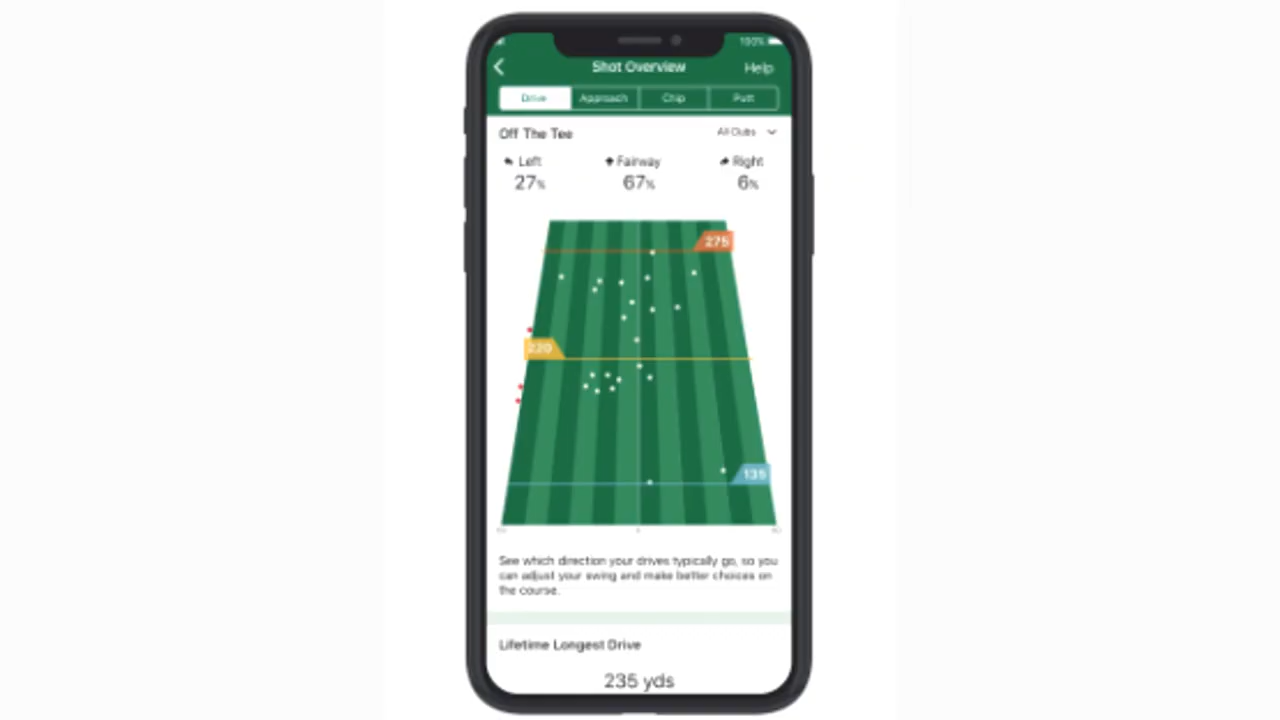 100%
Shot Overview
Help
Drive
Approach
Chip
Putt
Off The Tee
All Clubs
Left
Fairway
Right
27%
67%
6%
275
220
135
See which direction your drives typically go, so you
can adjust your swing and make better choices on
the course.
Lifetime Longest Drive
235 yds